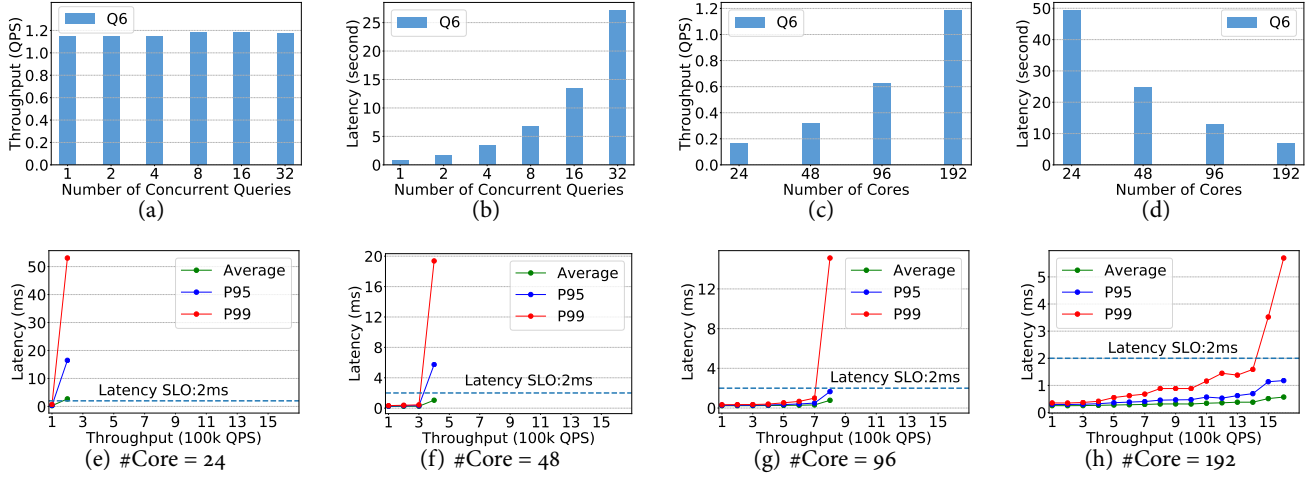 Q6
Throughput (QPS)
1.2
1.0
0.8
0.6
0.4
0.2
0.0
1 2 4 8 16 32
Number of Concurrent Queries
(a)
Q6
Latency (second)
25
20
15
10
5
0
1 2 4 8 16 32
Number of Concurrent Queries
(b)
Q6
Throughput (QPS)
1.2
1.0
0.8
0.6
0.4
0.2
0.0
24 48 96 192
Number of Cores
(c)
Q6
Latency (second)
50
40
30
20
10
0
24 48 96 192
Number of Cores
(d)
Latency (ms)
50
40
30
20
10
0
Average
P95
P99
Latency SLO:2ms
1 3 5 7 9 11 13 15
Throughput (100k QPS)
(e) #Core = 24
Latency (ms)
20
16
12
8
4
0
Average
P95
P99
Latency SLO:2ms
1 3 5 7 9 11 13 15
Throughput (100k QPS)
(f) #Core = 48
Latency (ms)
12
8
4
0
Average
P95
P99
Latency SLO:2ms
1 3 5 7 9 11 13 15
Throughput (100k QPS)
(g) #Core = 96
Latency (ms)
5
4
3
2
1
0
Average
P95
P99
Latency SLO:2ms
1 3 5 7 9 11 13 15
Throughput (100k QPS)
(h) #Core = 192